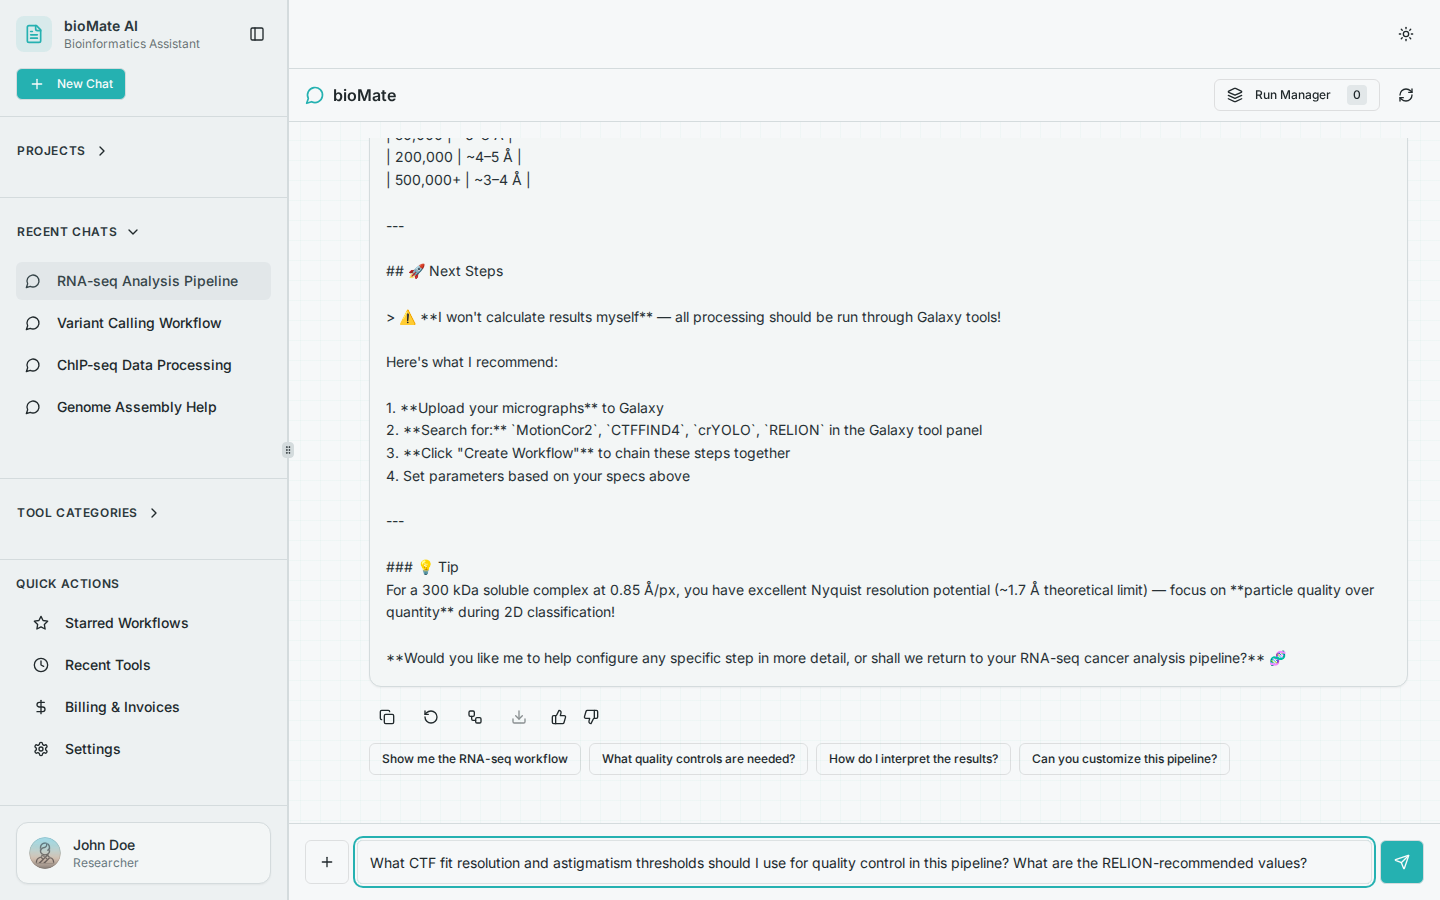 bioMate AI
Bioinformatics Assistant
New Chat
PROJECTS
RECENT CHATS
RNA-seq Analysis Pipeline
Variant Calling Workflow
ChIP-seq Data Processing
Genome Assembly Help
TOOL CATEGORIES
QUICK ACTIONS
Starred Workflows
Recent Tools
Billing & Invoices
Settings
John Doe
Researcher
bioMate
Run Manager 0
| 200,000 | ~4–5 Å |
| 500,000+ | ~3–4 Å |
---
## 🚀 Next Steps
> ⚠️ **I won't calculate results myself** — all processing should be run through Galaxy tools!
Here's what I recommend:
1. **Upload your micrographs** to Galaxy
2. **Search for:** `MotionCor2`, `CTFFIND4`, `crYOLO`, `RELION` in the Galaxy tool panel
3. **Click "Create Workflow"** to chain these steps together
4. Set parameters based on your specs above
---
### 💡 Tip
For a 300 kDa soluble complex at 0.85 Å/px, you have excellent Nyquist resolution potential (~1.7 Å theoretical limit) — focus on **particle quality over
quantity** during 2D classification!
**Would you like me to help configure any specific step in more detail, or shall we return to your RNA-seq cancer analysis pipeline?** 🧬
Show me the RNA-seq workflow
What quality controls are needed?
How do I interpret the results?
Can you customize this pipeline?
What CTF fit resolution and astigmatism thresholds should I use for quality control in this pipeline? What are the RELION-recommended values?